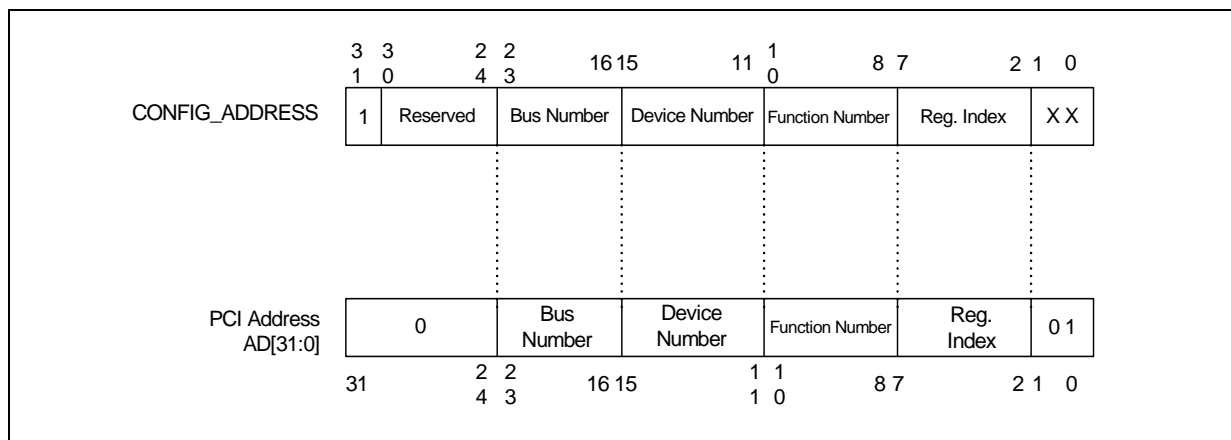 3 3 2 2 1
1 0 4 3 16 15 11 0 8 7 2 1 0
CONFIG_ADDRESS 1 Reserved Bus Number Device Number Function Number Reg. Index X X
PCI Address
AD[31:0]
0 Bus Number Device Number Function Number Reg. Index 0 1
31 2 2 16 15 1 1 8 7 2 1 0
4 3 1 0